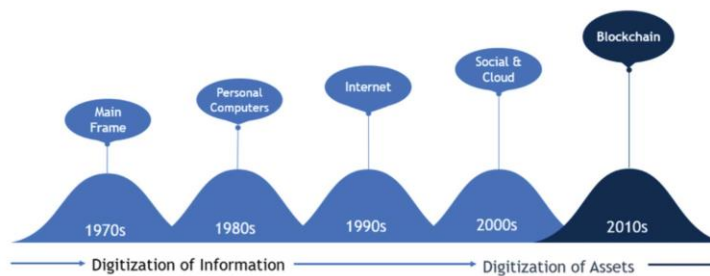 Main
Frame
Personal
Computers
Internet
Social &
Cloud
Blockchain
1970s
1980s
1990s
2000s
2010s
Digitization of Information
Digitization of Assets